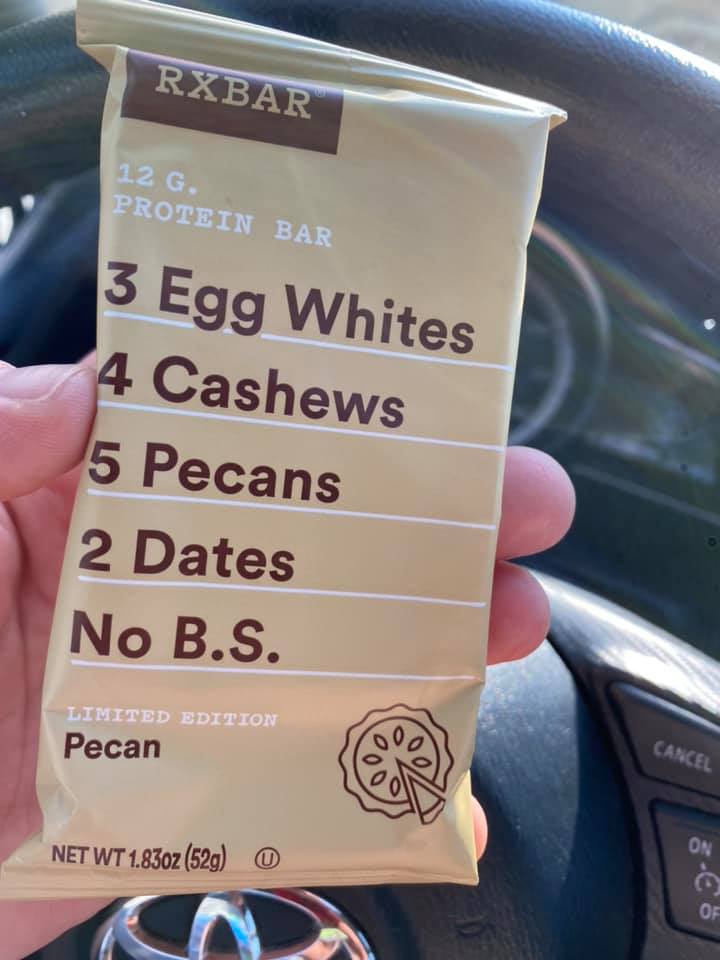 RXBAR®
12 G.
PROTEIN BAR
3 Egg Whites
4 Cashews
5 Pecans
2 Dates
No B.S.
LIMITED EDITION
Pecan
NET WT 1.83oz (52g) U
CANCEL
ON